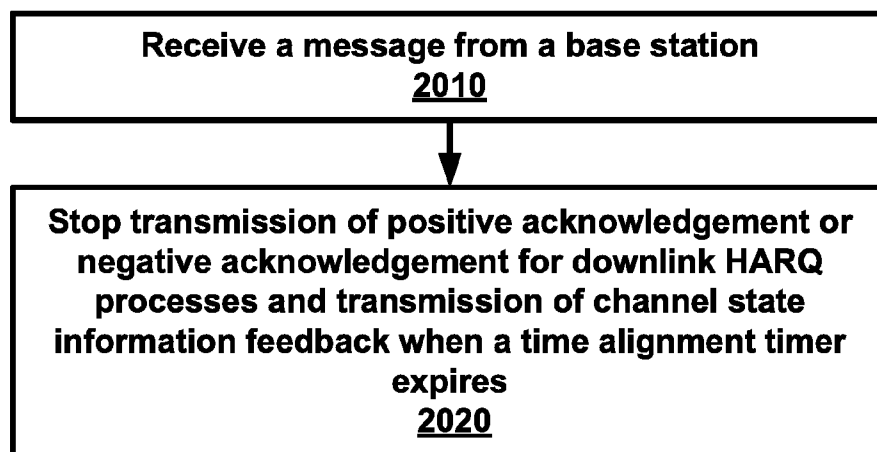 Receive a message from a base station
2010
Stop transmission of positive acknowledgement or
negative acknowledgement for downlink HARQ
processes and transmission of channel state
information feedback when a time alignment timer
expires
2020